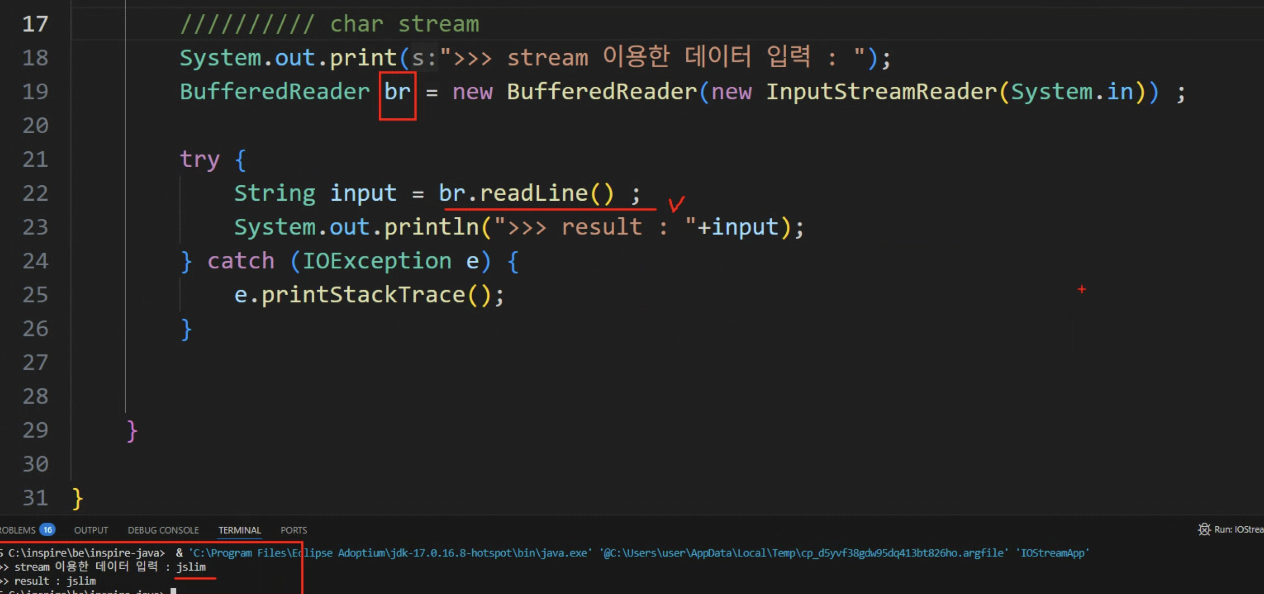 17 ////////// char stream
18 System.out.print(s:">>> stream 이용한 데이터 입력 : ");
19 BufferedReader br = new BufferedReader(new InputStreamReader(System.in)) ;
20
21 try {
22 String input = br.readLine() ;
23 System.out.println(">>> result : "+input);
24 } catch (IOException e) {
25 e.printStackTrace();
26 }
27
28
29 }
30
31 }
ROBLEMS 16 OUTPUT DEBUG CONSOLE TERMINAL PORTS Run: IOStrea
S C:\inspire\be\inspire-java> & 'C:\Program Files\Eclipse Adoptium\jdk-17.0.16.8-hotspot\bin\java.exe' '@C:\Users\user\AppData\Local\Temp\cp_d5yvf38gdw95dq413bt826ho.argfile' 'IOStreamApp'
>> stream 이용한 데이터 입력 : jslim
>> result : jslim
S C:\inspire\be\inspire-java>